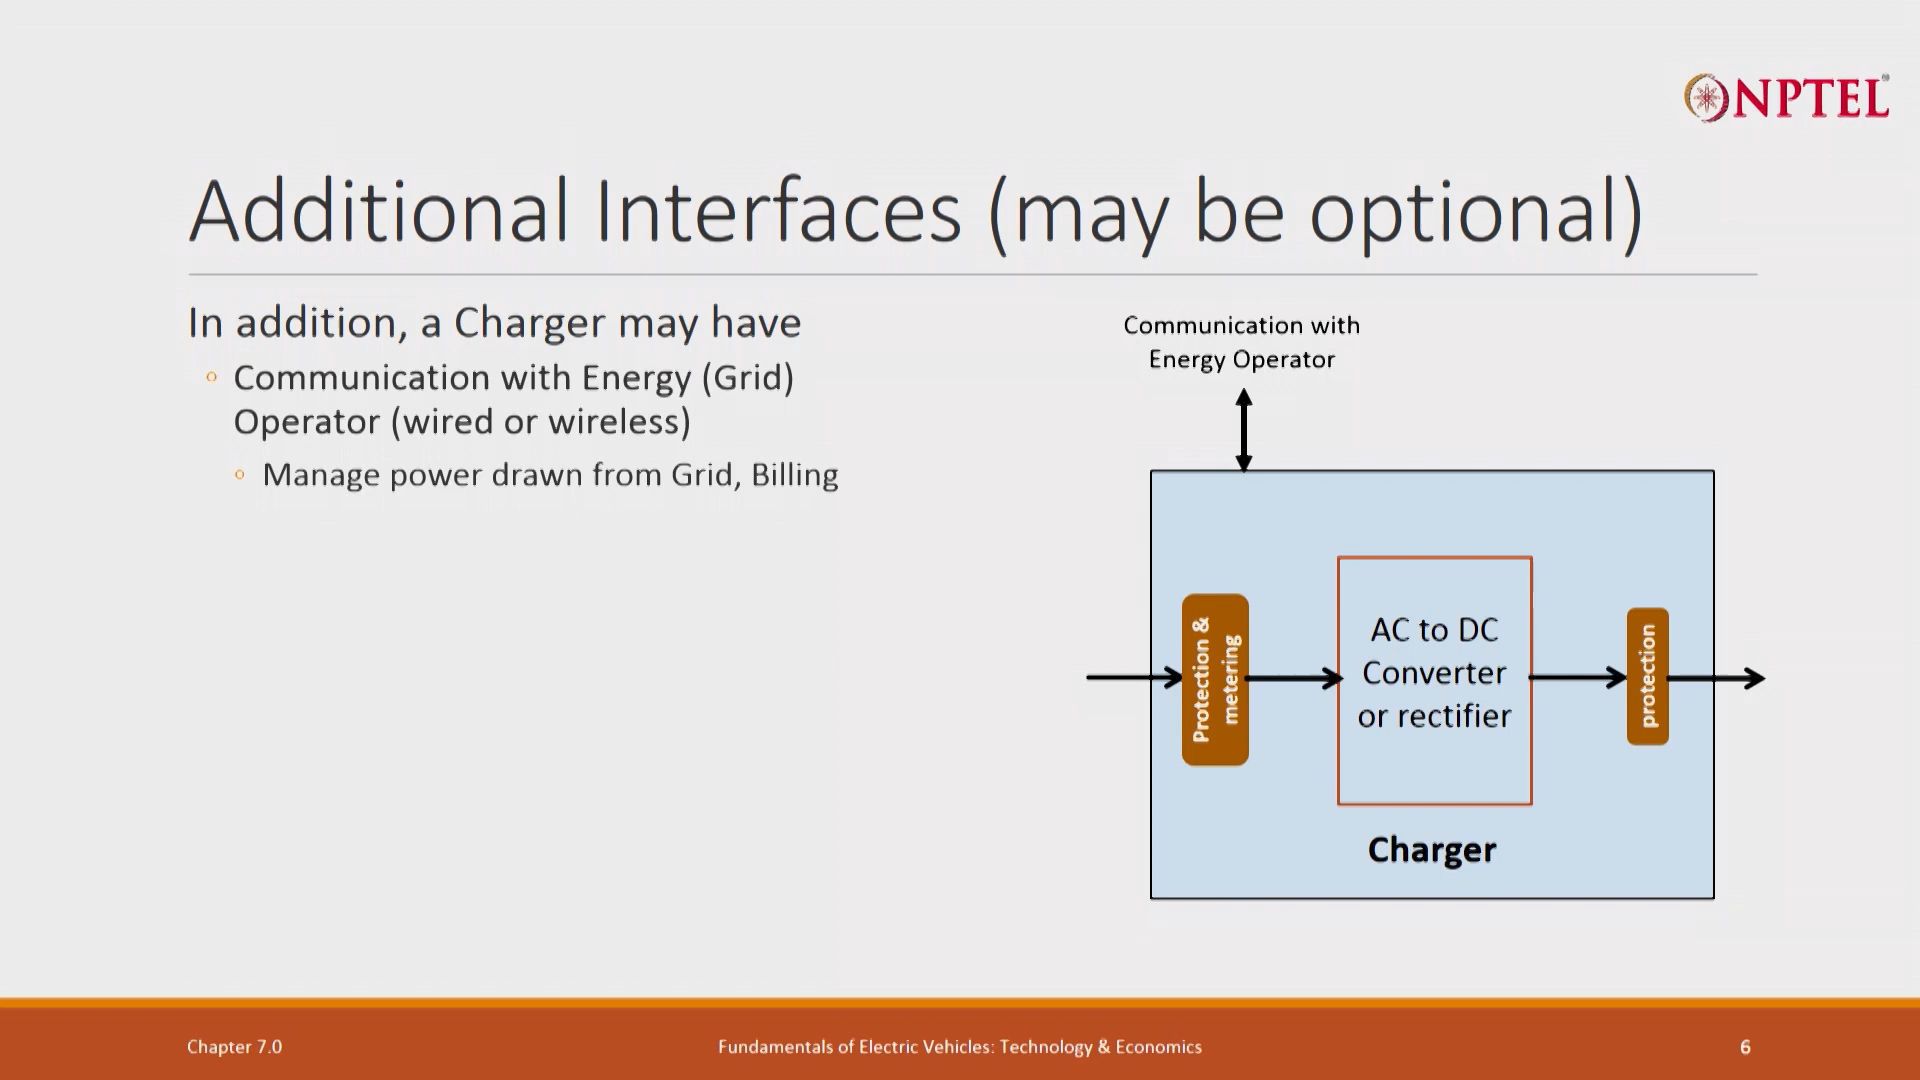 NPTEL
Additional Interfaces (may be optional)
In addition, a Charger may have
Communication with Energy (Grid)
Operator (wired or wireless)
Manage power drawn from Grid, Billing
Communication with
Energy Operator
Protection &
metering
AC to DC
Converter
or rectifier
protection
Charger
Chapter 7.0
Fundamentals of Electric Vehicles: Technology & Economics
6